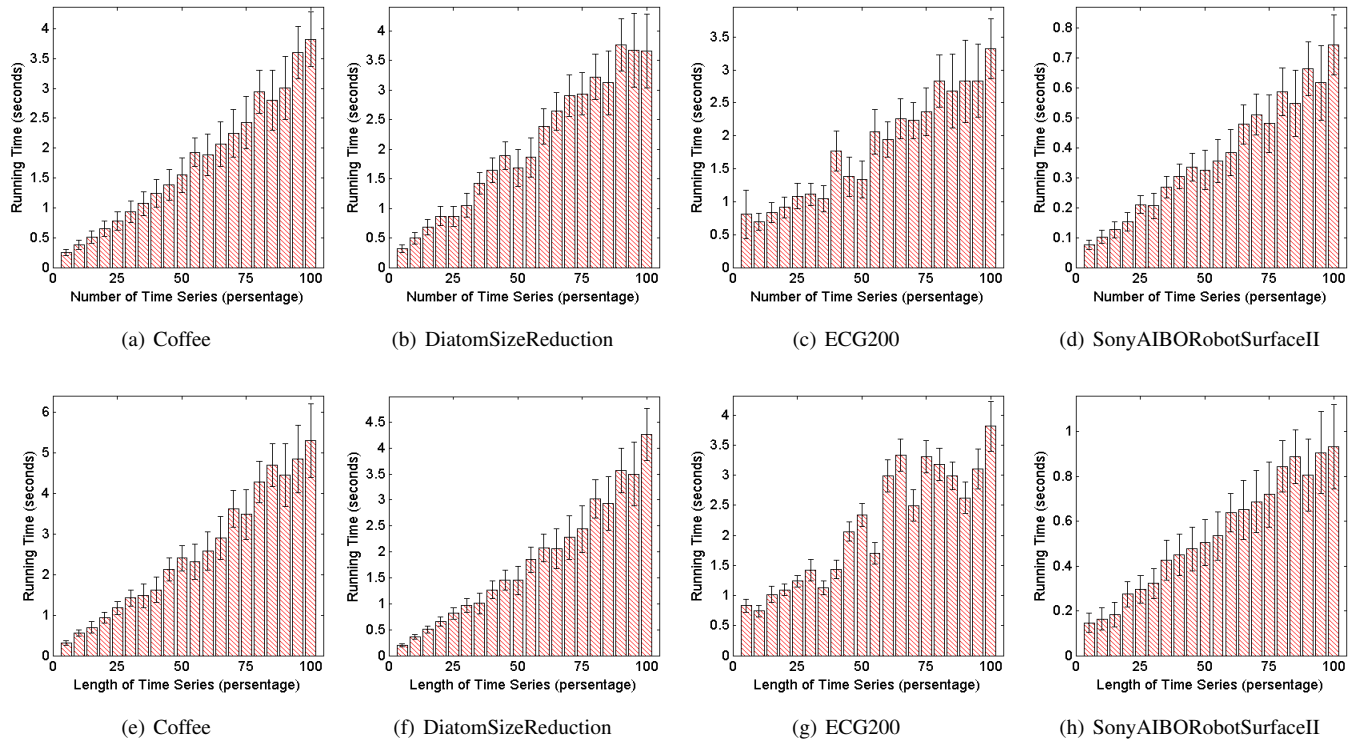 4
3.5
3
2.5
2
1.5
1
0.5
0
Running Time (seconds)
0 25 50 75 100
Number of Time Series (persentage)
(a) Coffee
4
3.5
3
2.5
2
1.5
1
0.5
0
Running Time (seconds)
0 25 50 75 100
Number of Time Series (persentage)
(b) DiatomSizeReduction
3.5
3
2.5
2
1.5
1
0.5
0
Running Time (seconds)
0 25 50 75 100
Number of Time Series (persentage)
(c) ECG200
0.8
0.7
0.6
0.5
0.4
0.3
0.2
0.1
0
Running Time (seconds)
0 25 50 75 100
Number of Time Series (persentage)
(d) SonyAIBORobotSurfaceII
6
5
4
3
2
1
0
Running Time (seconds)
0 25 50 75 100
Length of Time Series (persentage)
(e) Coffee
4.5
4
3.5
3
2.5
2
1.5
1
0.5
0
Running Time (seconds)
0 25 50 75 100
Length of Time Series (persentage)
(f) DiatomSizeReduction
4
3.5
3
2.5
2
1.5
1
0.5
0
Running Time (seconds)
0 25 50 75 100
Length of Time Series (persentage)
(g) ECG200
1
0.8
0.6
0.4
0.2
0
Running Time (seconds)
0 25 50 75 100
Length of Time Series (persentage)
(h) SonyAIBORobotSurfaceII